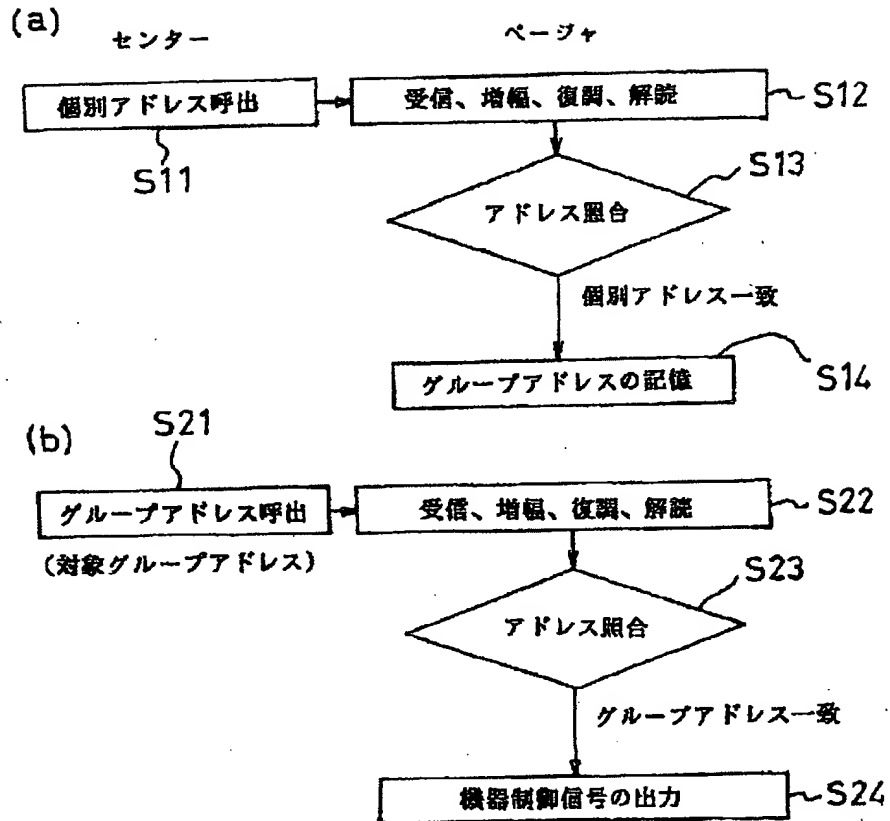 (a)
センター
ページャ
個別アドレス呼出
受信、増幅、復調、解読
S12
S11
S13
アドレス照合
個別アドレス一致
グループアドレスの記憶
S14
(b)
S21
グループアドレス呼出
受信、増幅、復調、解読
S22
(対象グループアドレス)
S23
アドレス照合
グループアドレス一致
機器制御信号の出力
S24